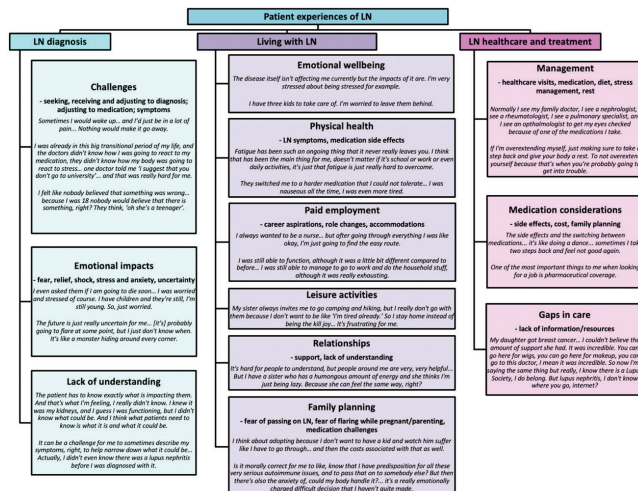 Patient experiences of LN
LN diagnosis
Challenges
- seeking, receiving and adjusting to diagnosis;
adjusting to medication; symptoms
Sometimes I would wake up... and I'd just be in a lot of
pain... Nothing would make it go away.
I was already in this big transitional period of my life, and
the doctors didn't know how I was going to react to my
medication, they didn't know how my body was going to
react to stress... one doctor told me 'I suggest that you
don't go to university'... and that was really hard for me.
I felt like nobody believed that something was wrong...
because I was 18 nobody would believe that there is
something, right? They think, 'oh she's a teenager'.
Emotional impacts
- fear, relief, shock, stress and anxiety, uncertainty
I even asked them if I am going to die soon... I was worried
and stressed of course. I have children and they're still, I'm
still young. So, just worried.
The future is just really uncertain for me... [it's] probably
going to flare at some point, but I just don't know when.
It's like a monster hiding around every corner.
Lack of understanding
The patient has to know exactly what is impacting them.
And that's what I'm feeling, I really didn't know. I knew it
was my kidneys, and I guess I was functioning, but I didn't
know what could be. And I think what patients need to
know is what it is and what it could be.
It can be a challenge for me to sometimes describe my
symptoms, right, to help narrow down what it could be...
Actually, I didn't even know there was a lupus nephritis
before I was diagnosed with it.
Living with LN
Emotional wellbeing
The disease itself isn't affecting me currently but the impacts of it are. I'm very
stressed about being stressed for example.
I have three kids to take care of. I'm worried to leave them behind.
Physical health
- LN symptoms, medication side effects
Fatigue has been such an ongoing thing that it never really leaves you. I think
that has been the main thing for me, doesn't matter if it's school or work or even
daily activities, it's just that fatigue is just really hard to overcome.
They switched me to a harder medication that I could not tolerate... I was
nauseous all the time, I was even more tired.
Paid employment
- career aspirations, role changes, accommodations
I always wanted to be a nurse... but after going through everything I was like
okay, I'm just going to find the easy route.
I was still able to function, although it was a little bit different compared to
before... I was still able to manage to go to work and do the household stuff,
although it was really exhausting.
Leisure activities
My sister always invites me to go camping and hiking, but I really don't go with
them because I don't want to be like 'I'm tired already.' So I stay home instead of
being the kill joy... It's frustrating for me.
Relationships
- support, lack of understanding
It's hard for people to understand, but people around me are very, very helpful...
But I have a sister who has a humongous amount of energy and she thinks I'm
just being lazy. Because she can feel the same way, right?
Family planning
- fear of passing on LN, fear of flaring while pregnant/parenting,
medication challenges
I think about adopting because I don't want to have a kid and watch him suffer
like I have to go through... and then the costs associated with that as well.
Is it morally correct for me to like, know that I have predisposition for all these
very serious autoimmune issues, and to pass that on to somebody else? But then
there's also the anxiety of, could my body handle it?... it's a really emotionally
charged difficult decision that I haven't quite made.
LN healthcare and treatment
Management
- healthcare visits, medication, diet, stress
management, rest
Normally I see my family doctor, I see a nephrologist,
see a rheumatologist, I see a pulmonary specialist, and
I see an opthalmologist to get my eyes checked
because of one of the medications I take.
If I'm overextending myself, just making sure to take a
step back and give your body a rest. To not overextend
yourself because that's when you're probably going to
get into trouble.
Medication considerations
- side effects, cost, family planning
The side effects and the switching between
medications... it's like doing a dance... sometimes I take
two steps back and feel not good again.
One of the most important things to me when looking
for a job is pharmaceutical coverage.
Gaps in care
- lack of information/resources
My daughter got breast cancer... I couldn't believe the
amount of support she had. It was incredible. You can
go here for wigs, you can go here for makeup, you can
go to this doctor, I mean it was incredible. So now I'm
saying the same thing but really, I know there is a Lupus
Society, I do belong. But lupus nephritis, I don't know
where you go, internet?